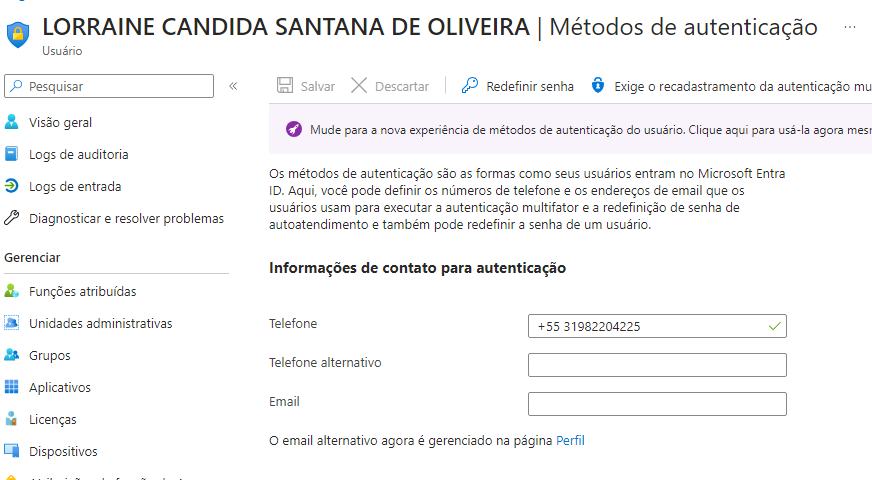 LORRAINE CANDIDA SANTANA DE OLIVEIRA | Métodos de autenticação ...
Usuário
Pesquisar
«
Visão geral
Logs de auditoria
Logs de entrada
Diagnosticar e resolver problemas
Gerenciar
Funções atribuídas
Unidades administrativas
Grupos
Aplicativos
Licenças
Dispositivos
Salvar Descartar Redefinir senha Exige o recadastramento da autenticação mu
Mude para a nova experiência de métodos de autenticação do usuário. Clique aqui para usá-la agora mesr
Os métodos de autenticação são as formas como seus usuários entram no Microsoft Entra
ID. Aqui, você pode definir os números de telefone e os endereços de email que os
usuários usam para executar a autenticação multifator e a redefinição de senha de
autoatendimento e também pode redefinir a senha de um usuário.
Informações de contato para autenticação
Telefone +55 31982204225
Telefone alternativo
Email
O email alternativo agora é gerenciado na página Perfil